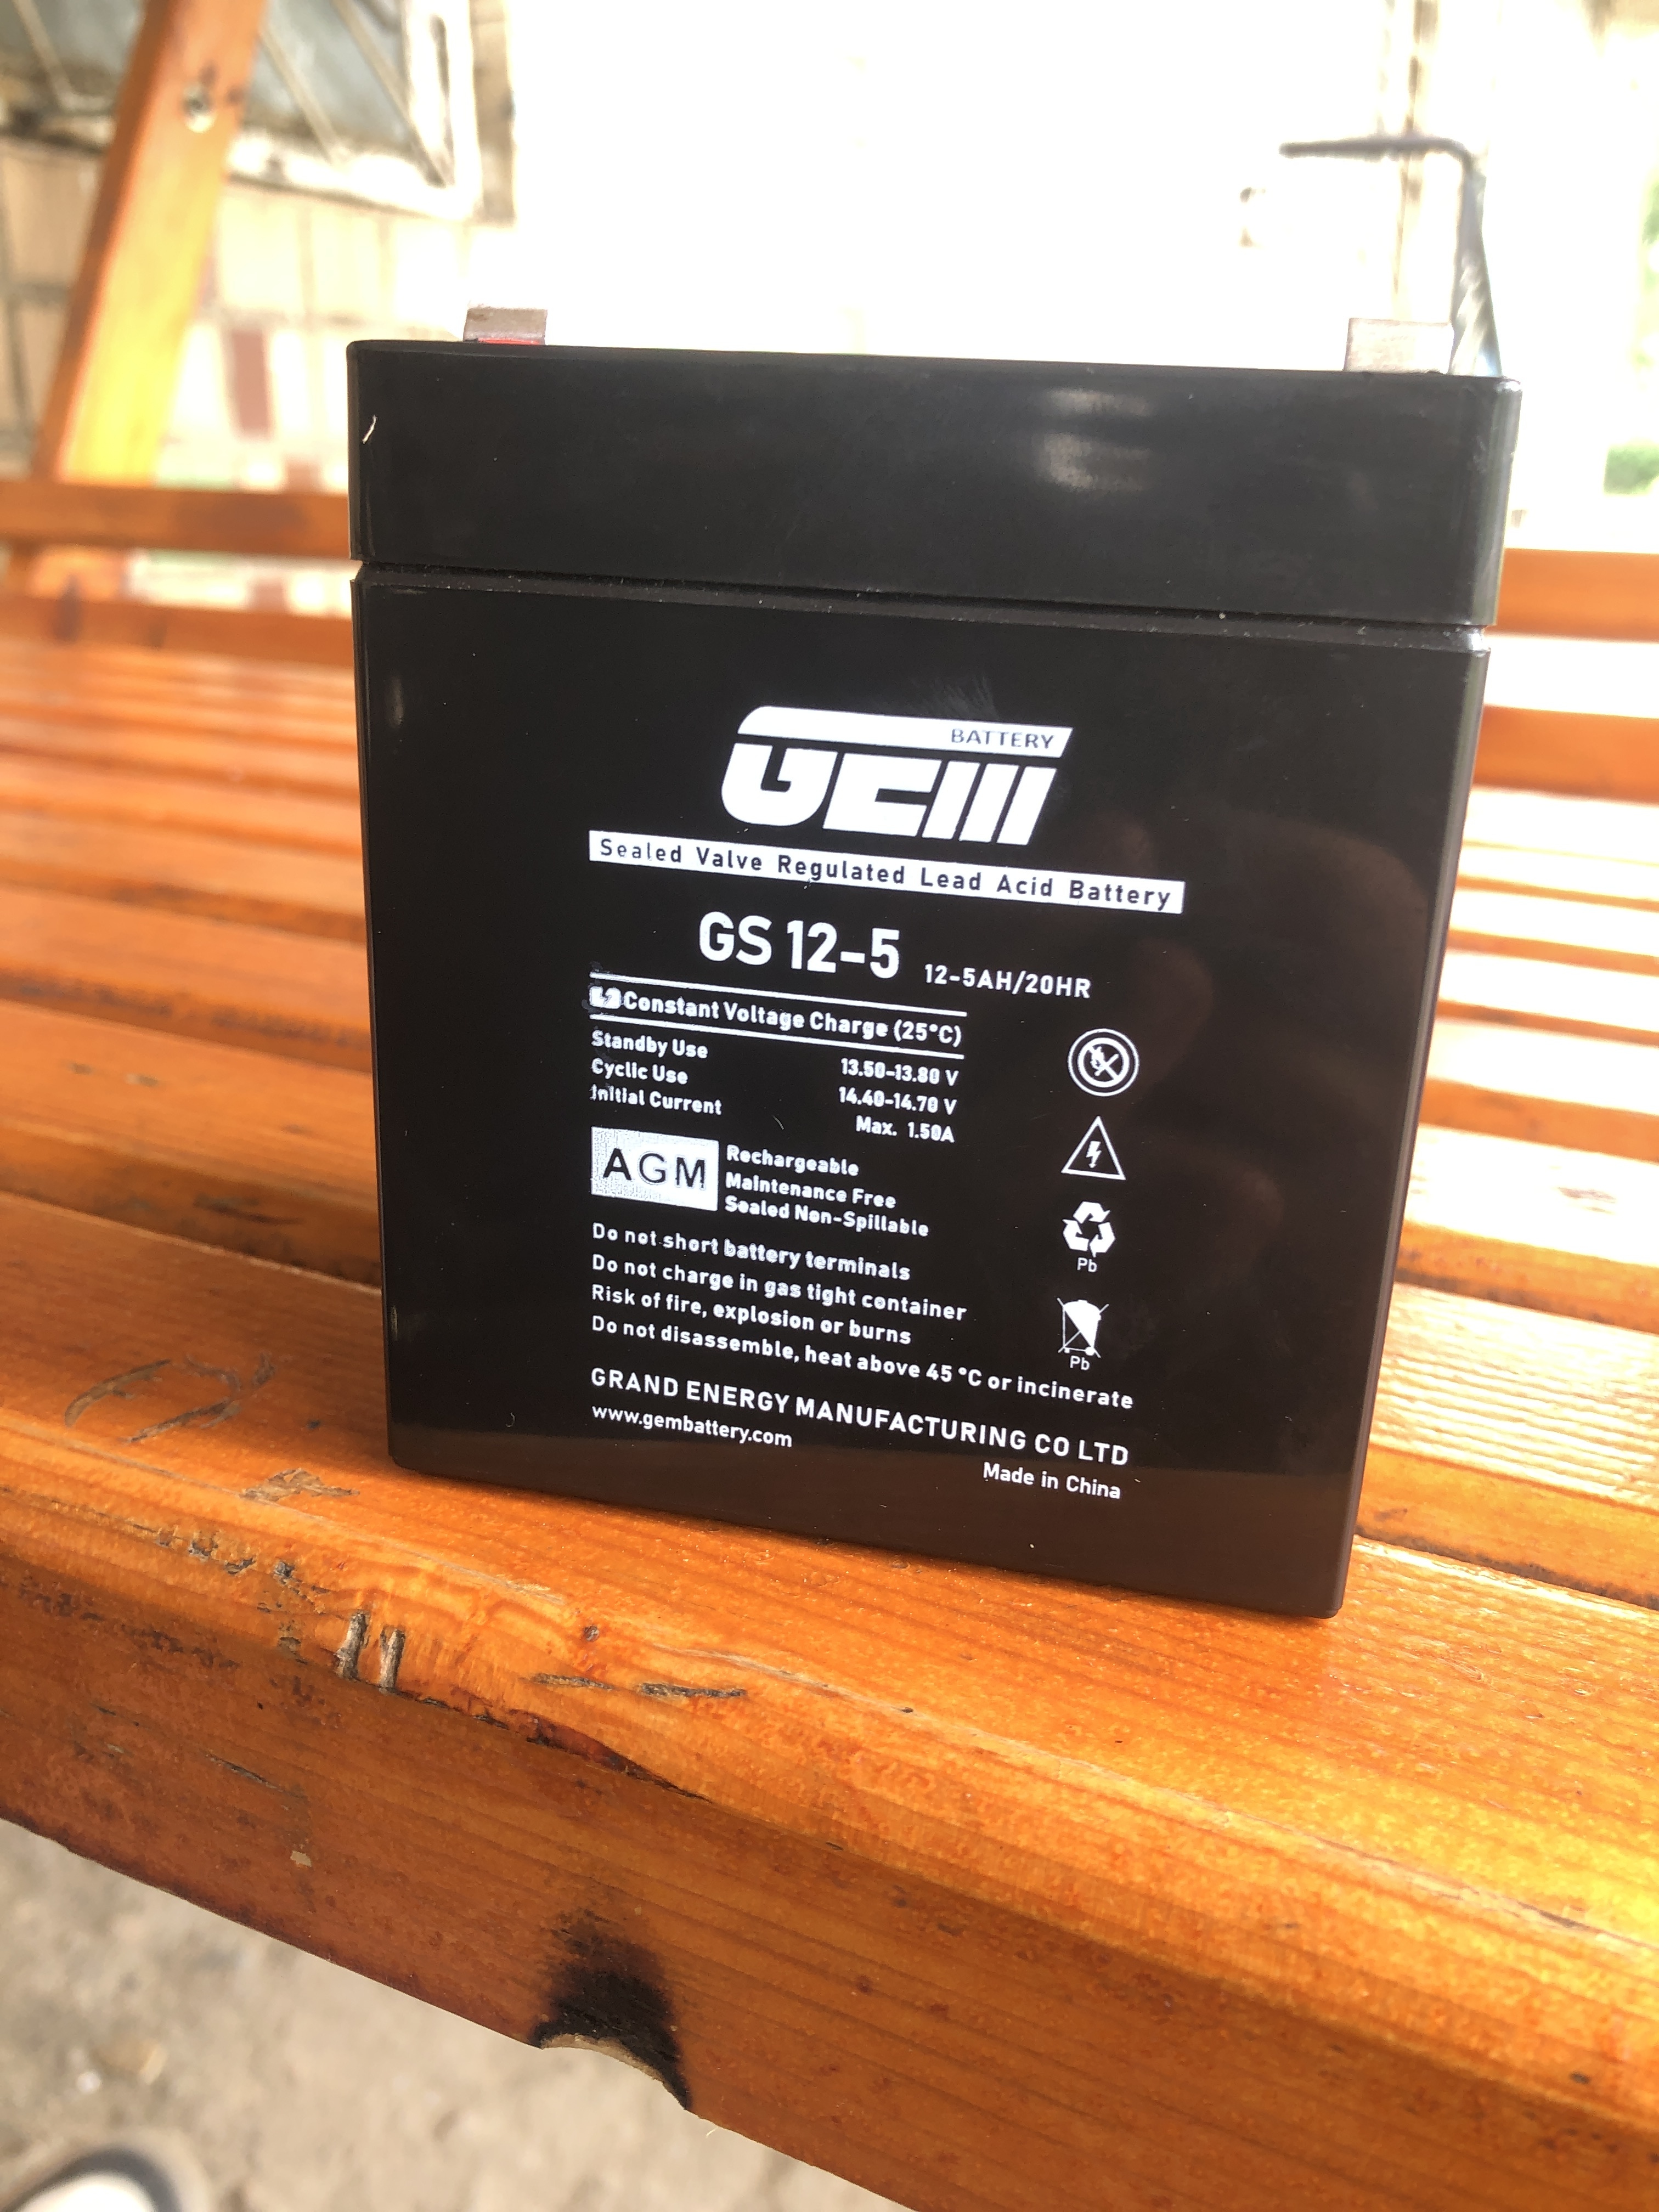 BATTERY
GEM
Sealed Valve Regulated Lead Acid Battery
GS 12-5 12-5AH/20HR
Constant Voltage Charge (25°C)
Standby Use 13.50-13.80 V
Cyclic Use 14.40-14.70 V
Initial Current Max. 1.50A
AGM
Rechargeable
Maintenance Free
Sealed Non-Spillable
Do not short battery terminals
Do not charge in gas tight container
Risk of fire, explosion or burns
Do not disassemble, heat above 45 °C or incinerate
Pb
Pb
GRAND ENERGY MANUFACTURING CO LTD
www.gembattery.com
Made in China